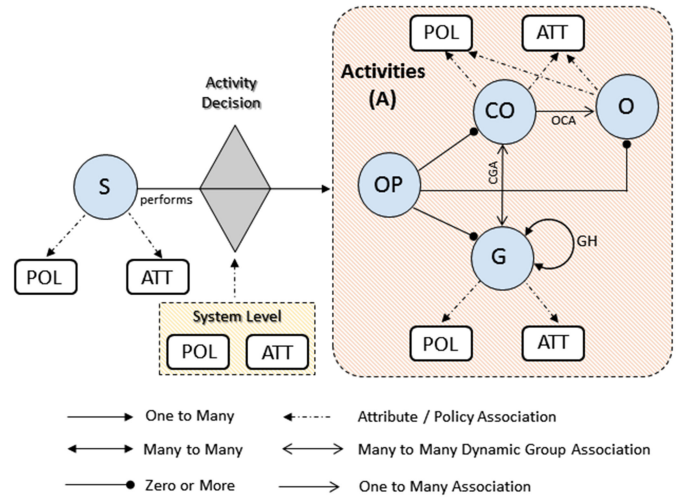 POL
ATT
Activities
(A)
Activity
Decision
CO
OCA
O
S
performs
OP
CGA
G
GH
POL
ATT
System Level
POL
ATT
POL
ATT
One to Many
Attribute / Policy Association
Many to Many
Many to Many Dynamic Group Association
Zero or More
One to Many Association